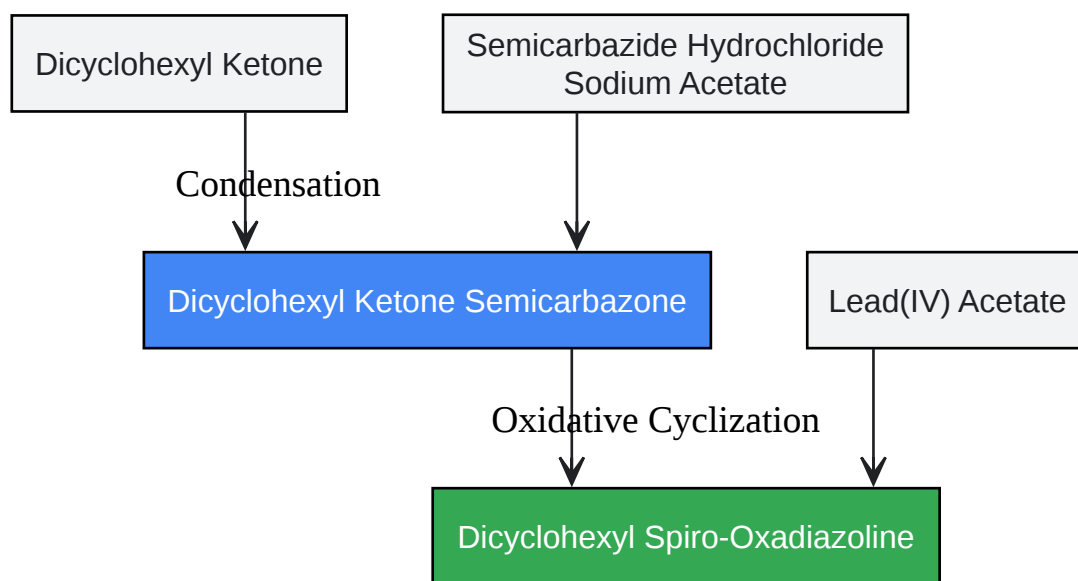 Dicyclohexyl Ketone
Semicarbazide Hydrochloride
Sodium Acetate
Condensation
Dicyclohexyl Ketone Semicarbazone
Lead(IV) Acetate
Oxidative Cyclization
Dicyclohexyl Spiro-Oxadiazoline